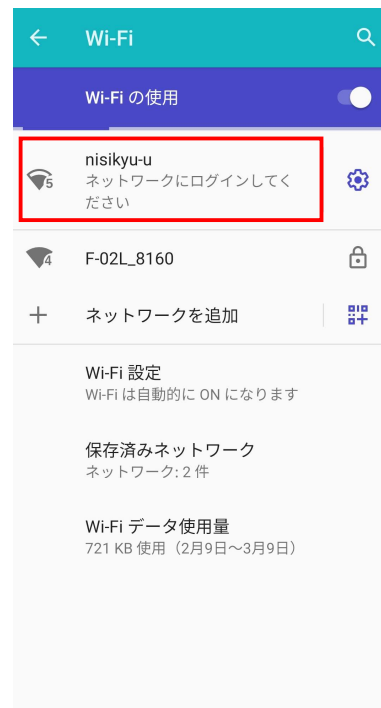 Wi-Fi
Wi-Fi の使用
nisikyu-u
5
ネットワークにログインしてく
ださい
4
F-02L_8160
ネットワークを追加
Wi-Fi 設定
Wi-Fi は自動的に ON になります
保存済みネットワーク
ネットワーク: 2 件
Wi-Fi データ使用量
721 KB 使用（2月9日～3月9日）